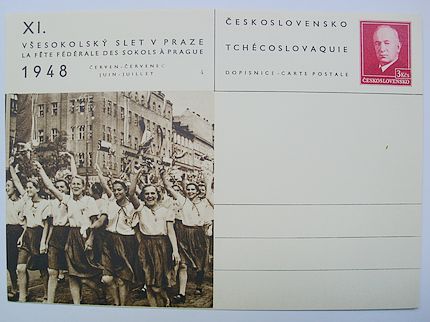 XI.
VŠESOKOLSKÝ SLET V PRAZE
LA FÊTE FÉDÉRALE DES SOKOLS À PRAGUE
1948
ČERVEN-ČERVENEC
JUIN-JUILLET
4
ČESKOSLOVENSKO
TCHÉCOSLOVAQUIE
DOPISNICE - CARTE POSTALE
3Kčs
ČESKOSLOVENSKO